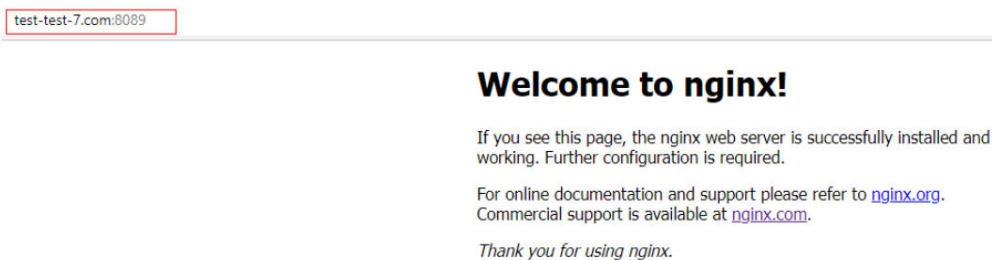 test-test-7.com:8089
Welcome to nginx!
If you see this page, the nginx web server is successfully installed and
working. Further configuration is required.
For online documentation and support please refer to nginx.org.
Commercial support is available at nginx.com.
Thank you for using nginx.